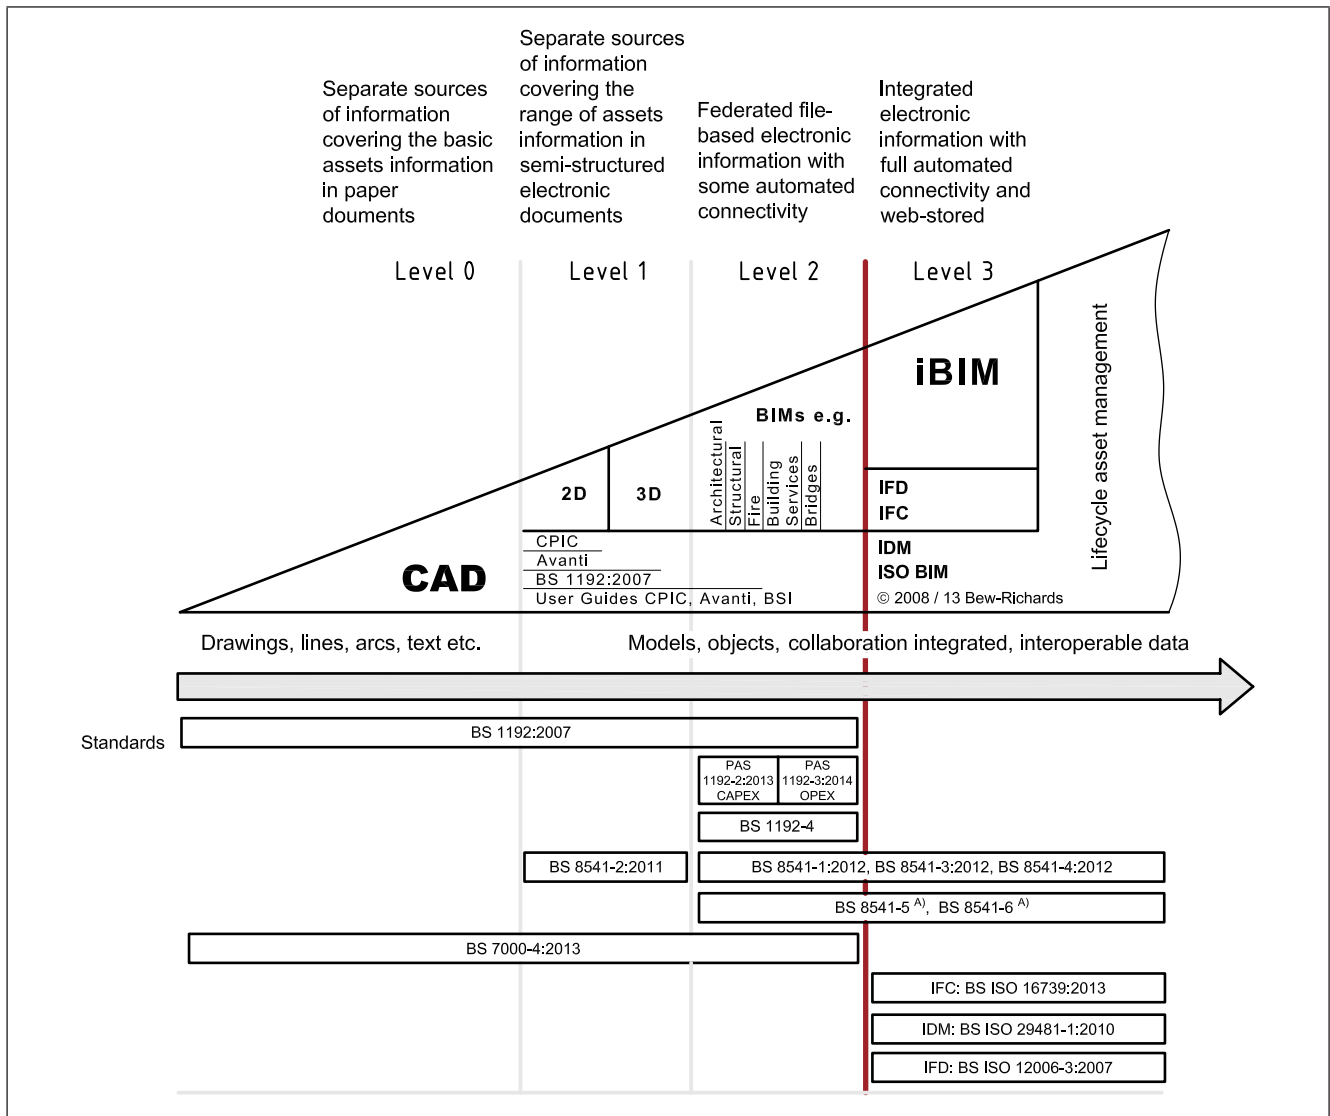 Separate sources
of information
covering the basic
assets information
in paper
douments
Separate sources
of information
covering the
range of assets
information in
semi-structured
electronic
documents
Federated file-
based electronic
information with
some automated
connectivity
Integrated
electronic
information with
full automated
connectivity and
web-stored
Level 0
Level 1
Level 2
Level 3
iBIM
BIMs e.g.
2D
3D
Architectural
Structural
Fire
Building
Services
Bridges
IFD
IFC
IDM
ISO BIM
© 2008 / 13 Bew-Richards
Lifecycle asset management
CAD
CPIC
Avanti
BS 1192:2007
User Guides CPIC, Avanti, BSI
Drawings, lines, arcs, text etc.
Models, objects, collaboration integrated, interoperable data
Standards
BS 1192:2007
PAS
1192-2:2013
CAPEX
PAS
1192-3:2014
OPEX
BS 1192-4
BS 8541-2:2011
BS 8541-1:2012, BS 8541-3:2012, BS 8541-4:2012
BS 8541-5 A), BS 8541-6 A)
BS 7000-4:2013
IFC: BS ISO 16739:2013
IDM: BS ISO 29481-1:2010
IFD: BS ISO 12006-3:2007